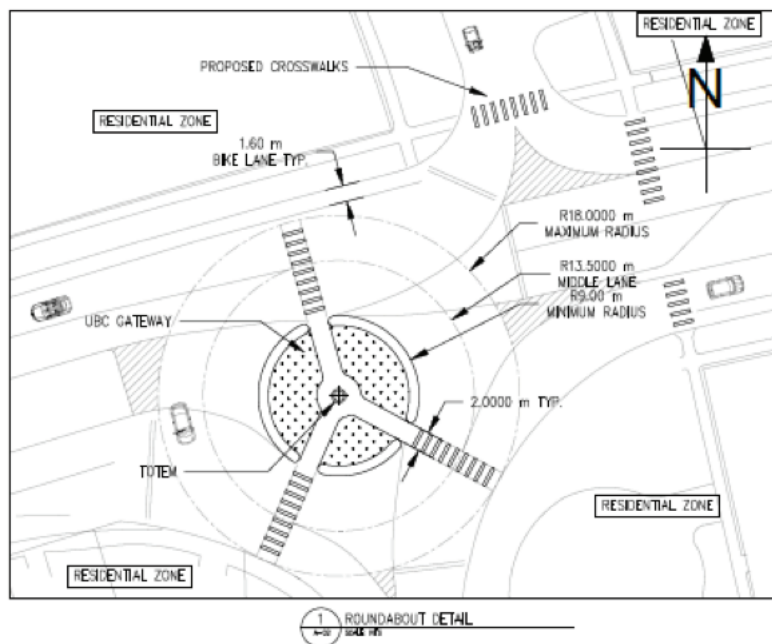 RESIDENTIAL ZONE
PROPOSED CROSSWALKS
N
RESIDENTIAL ZONE
1.60 m
BIKE LANE TYP.
R18.0000 m
MAXIMUM RADIUS
R13.5000 m
MIDDLE LANE
R9.00 m
MINIMUM RADIUS
UBC GATEWAY
2.0000 m TYP.
TOTEM
RESIDENTIAL ZONE
RESIDENTIAL ZONE
1
ROUNDABOUT DETAIL